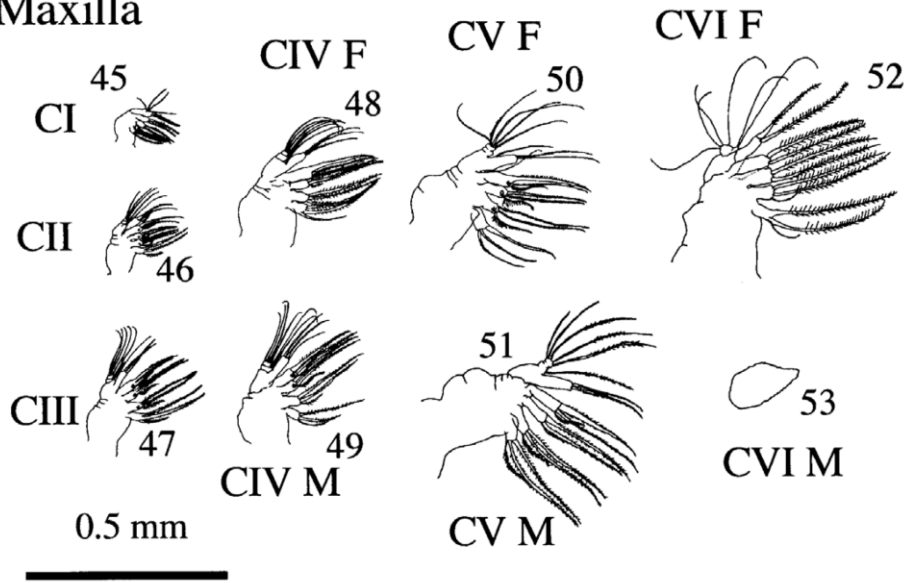 Maxilla
45
CI
CII
46
CIII
47
CIV F
48
49
CIV M
CV F
50
51
CV M
CVI F
52
53
CVI M
0.5 mm